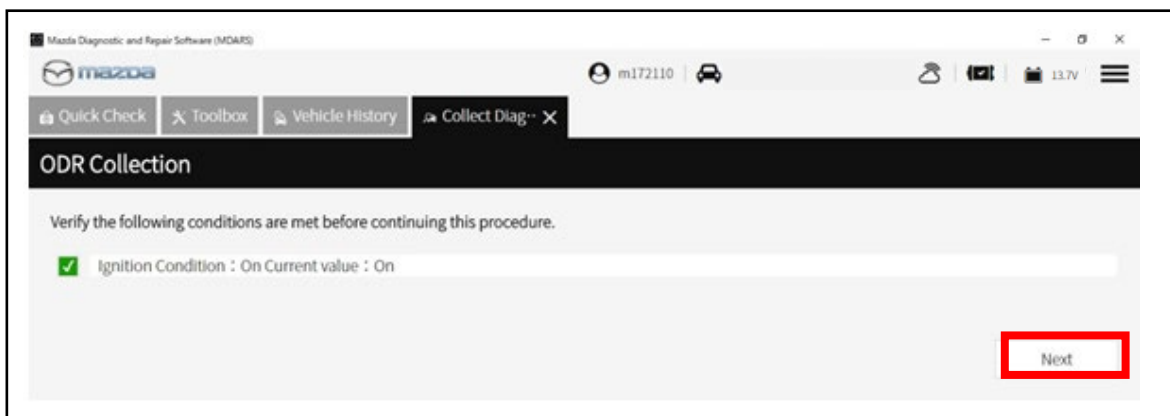 Mazda Diagnostic and Repair Software (MDARS)
mazda
m172110
13.7V
Quick Check
Toolbox
Vehicle History
Collect Diag··
ODR Collection
Verify the following conditions are met before continuing this procedure.
Ignition Condition : On Current value : On
Next